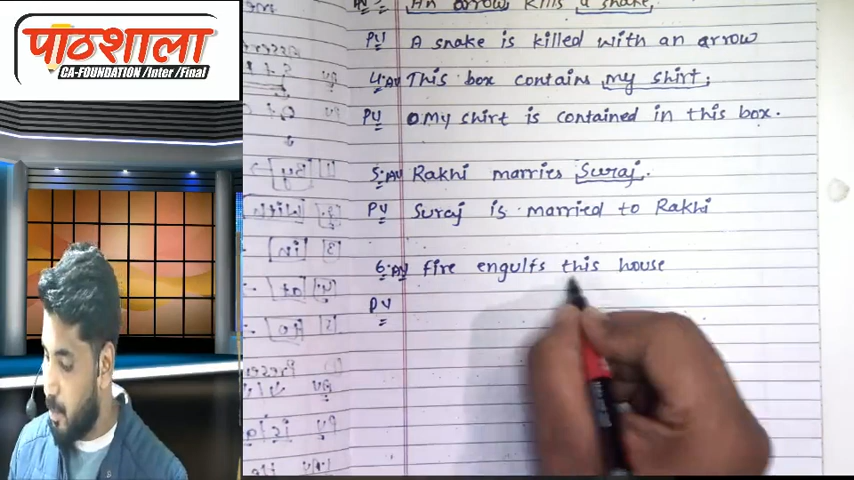 पाठशाला
CA-FOUNDATION/Inter/Final
An arrow kills a snake.
PV A snake is killed with an arrow
4. AV This box contains my shirt.
PV My shirt is contained in this box.
5. AV Rakhi marries Suraj.
PV Suraj is married to Rakhi
6. AV fire engulfs this house
PV